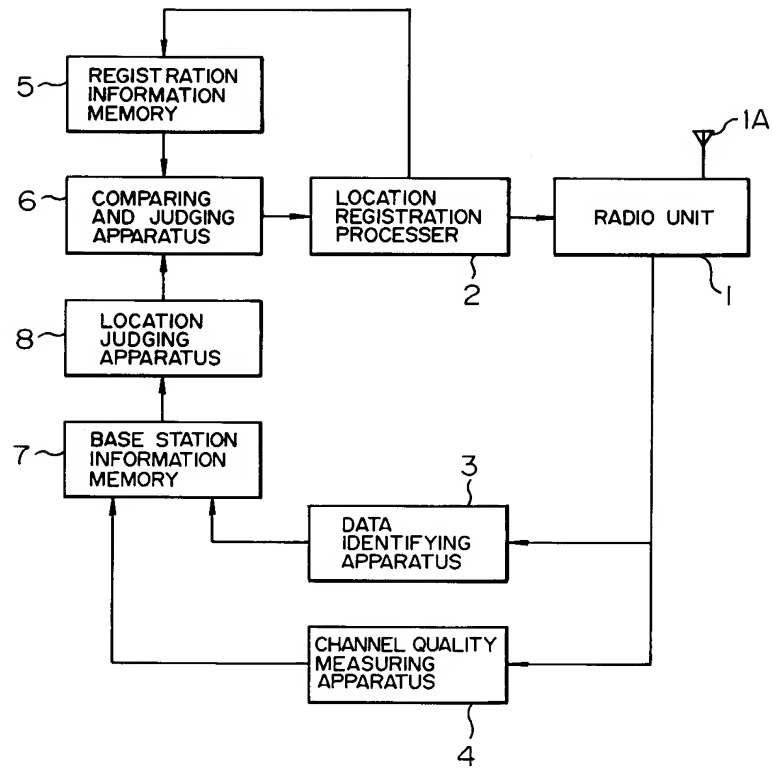 5
REGISTRATION
INFORMATION
MEMORY
1A
6
COMPARING
AND JUDGING
APPARATUS
LOCATION
REGISTRATION
PROCESSER
2
RADIO UNIT
1
8
LOCATION
JUDGING
APPARATUS
7
BASE STATION
INFORMATION
MEMORY
3
DATA
IDENTIFYING
APPARATUS
CHANNEL QUALITY
MEASURING
APPARATUS
4